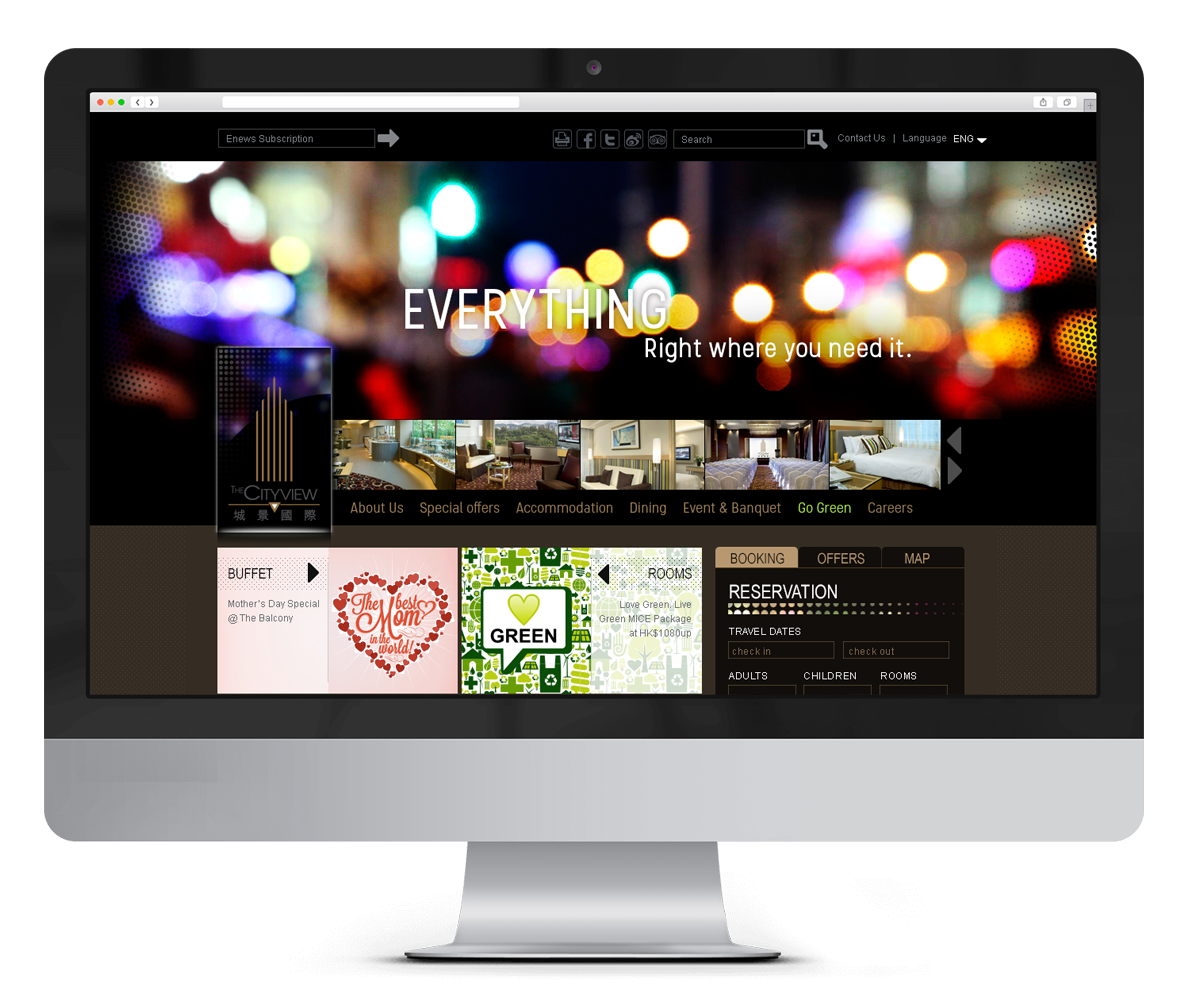 Enews Subscription
Search
Contact Us | Language ENG
EVERYTHING
Right where you need it.
THE CITYVIEW
城景國際
About Us Special offers Accommodation Dining Event & Banquet Go Green Careers
BUFFET
Mother's Day Special
@ The Balcony
The best
Mom
in the
world!
GREEN
ROOMS
Love Green. Live
Green MICE Package
at HK$1080up
BOOKING OFFERS MAP
RESERVATION
TRAVEL DATES
check in check out
ADULTS CHILDREN ROOMS